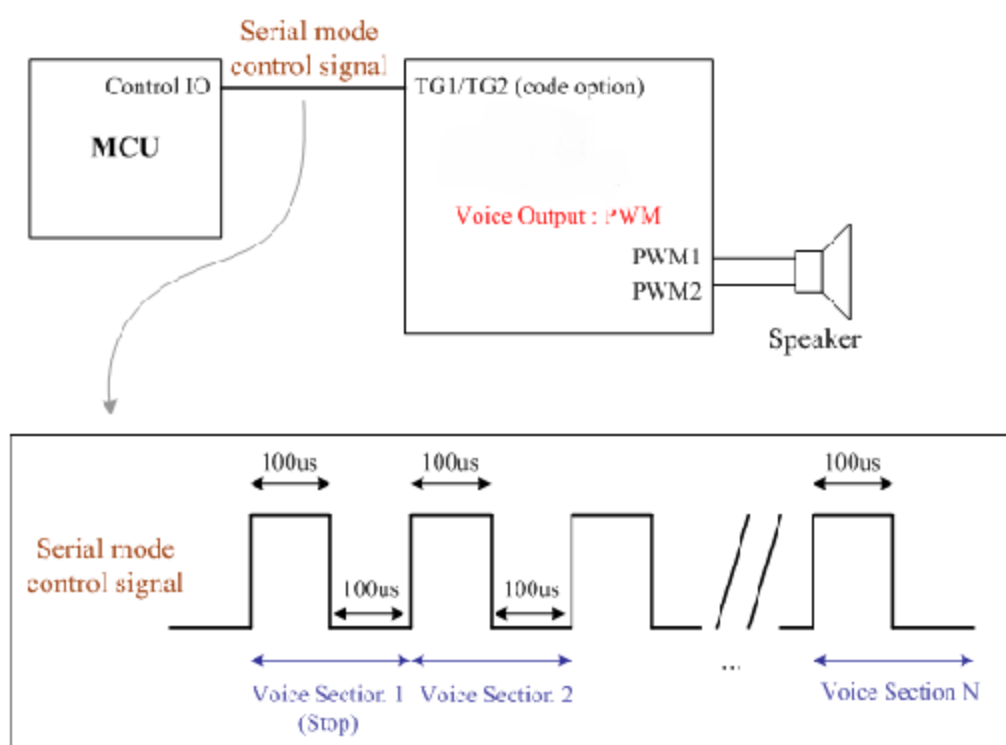 Serial mode
control signal
Control IO
MCU
TG1/TG2 (code option)
Voice Output : PWM
PWM1
PWM2
Speaker
100us
100us
100us
Serial mode
control signal
100us
100us
...
Voice Section 1
(Stop)
Voice Section 2
Voice Section N